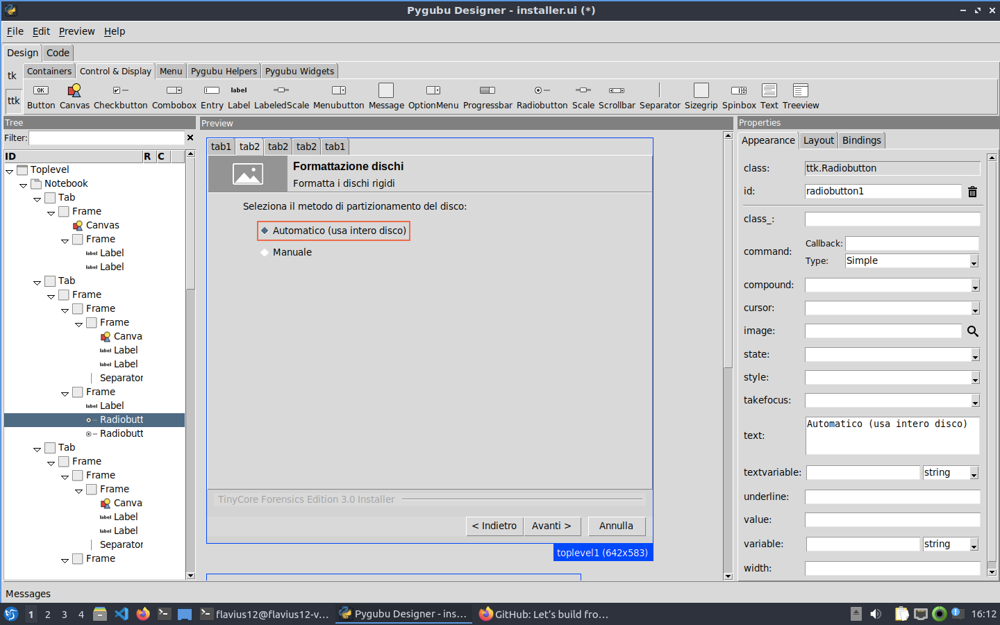 Pygubu Designer - installer.ui (*)
File Edit Preview Help
Design Code
tk
ttk
Containers Control & Display Menu Pygubu Helpers Pygubu Widgets
OK label
Button Canvas Checkbutton Combobox Entry Label LabeledScale Menubutton Message OptionMenu Progressbar Radiobutton Scale Scrollbar Separator Sizegrip Spinbox Text Treeview
Tree
Filter:
ID R C
Toplevel
Notebook
Tab
Frame
Canvas
Frame
label Label
label Label
Tab
Frame
Frame
Frame
Canva
label Label
label Label
Separator
Frame
label Label
Radiobutt
Radiobutt
Tab
Frame
Frame
Frame
Canva
label Label
label Label
Separator
Frame
Preview
tab1 tab2 tab2 tab2 tab1
Formattazione dischi
Formatta i dischi rigidi
Seleziona il metodo di partizionamento del disco:
Automatico (usa intero disco)
Manuale
TinyCore Forensics Edition 3.0 Installer
< Indietro Avanti > Annulla
toplevel1 (642x583)
Properties
Appearance Layout Bindings
class: ttk.Radiobutton
id: radiobutton1
class_:
command: Callback:
Type: Simple
compound:
cursor:
image:
state:
style:
takefocus:
text: Automatico (usa intero disco)
textvariable: string
underline:
value:
variable: string
width:
Messages
1 2 3 4 flavius12@flavius12-v... Pygubu Designer - ins... GitHub: Let's build fro... 16:12